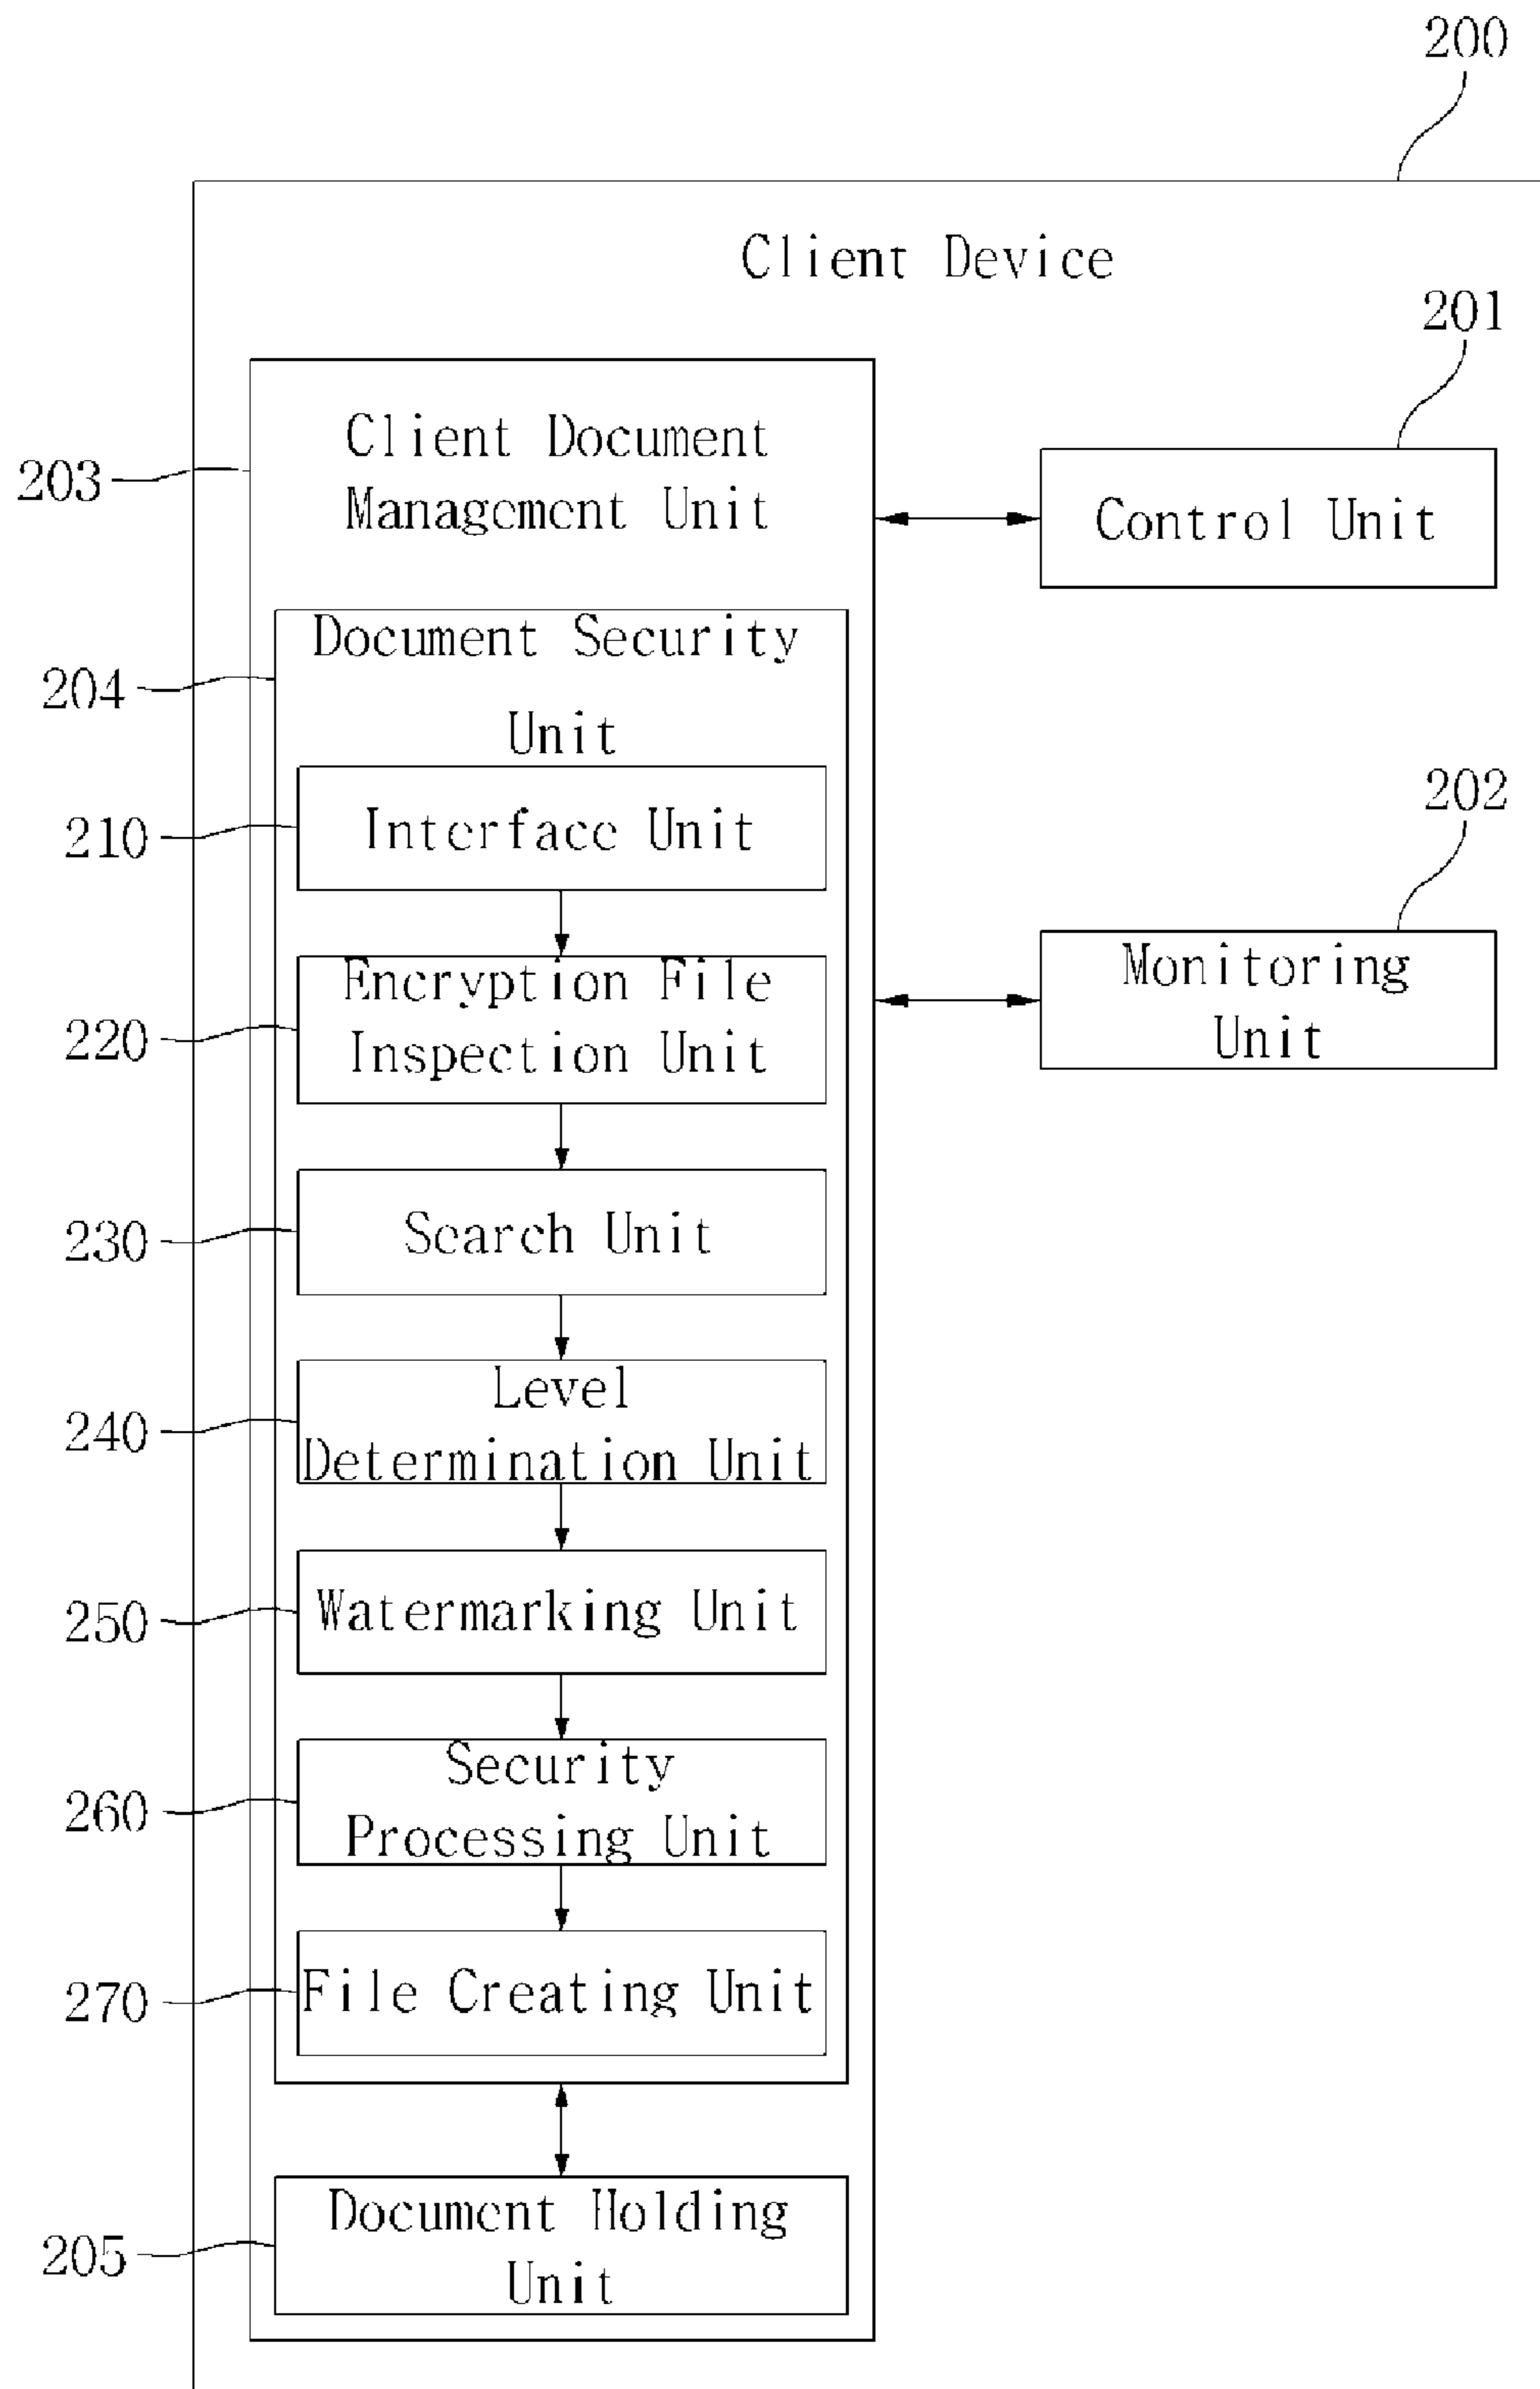 200
Client Device
201
Client Document
203
Management Unit
Control Unit
Document Security
204
Unit
202
210
Interface Unit
Encryption File
Monitoring
220
Inspection Unit
Unit
230
Search Unit
Level
240
Determination Unit
250
Watermarking Unit
Security
260
Processing Unit
270
File Creating Unit
Document Holding
205
Unit